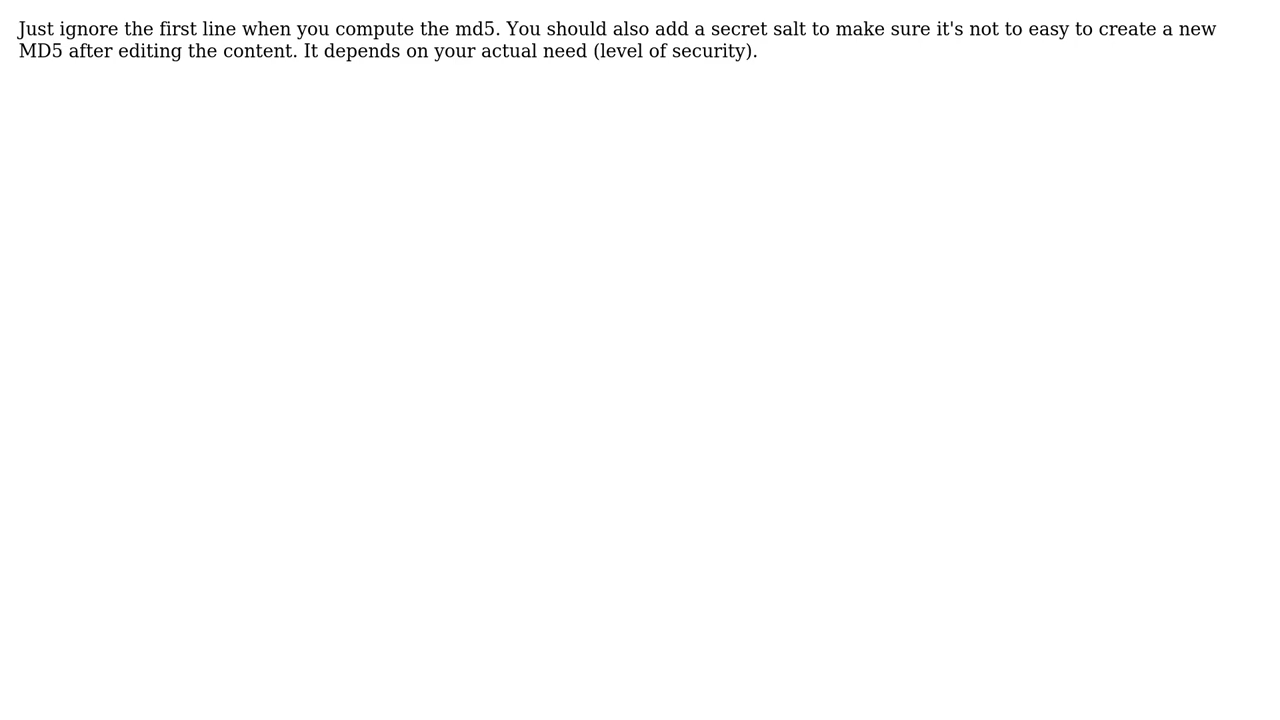 Just ignore the first line when you compute the md5. You should also add a secret salt to make sure it's not to easy to create a new
MD5 after editing the content. It depends on your actual need (level of security).